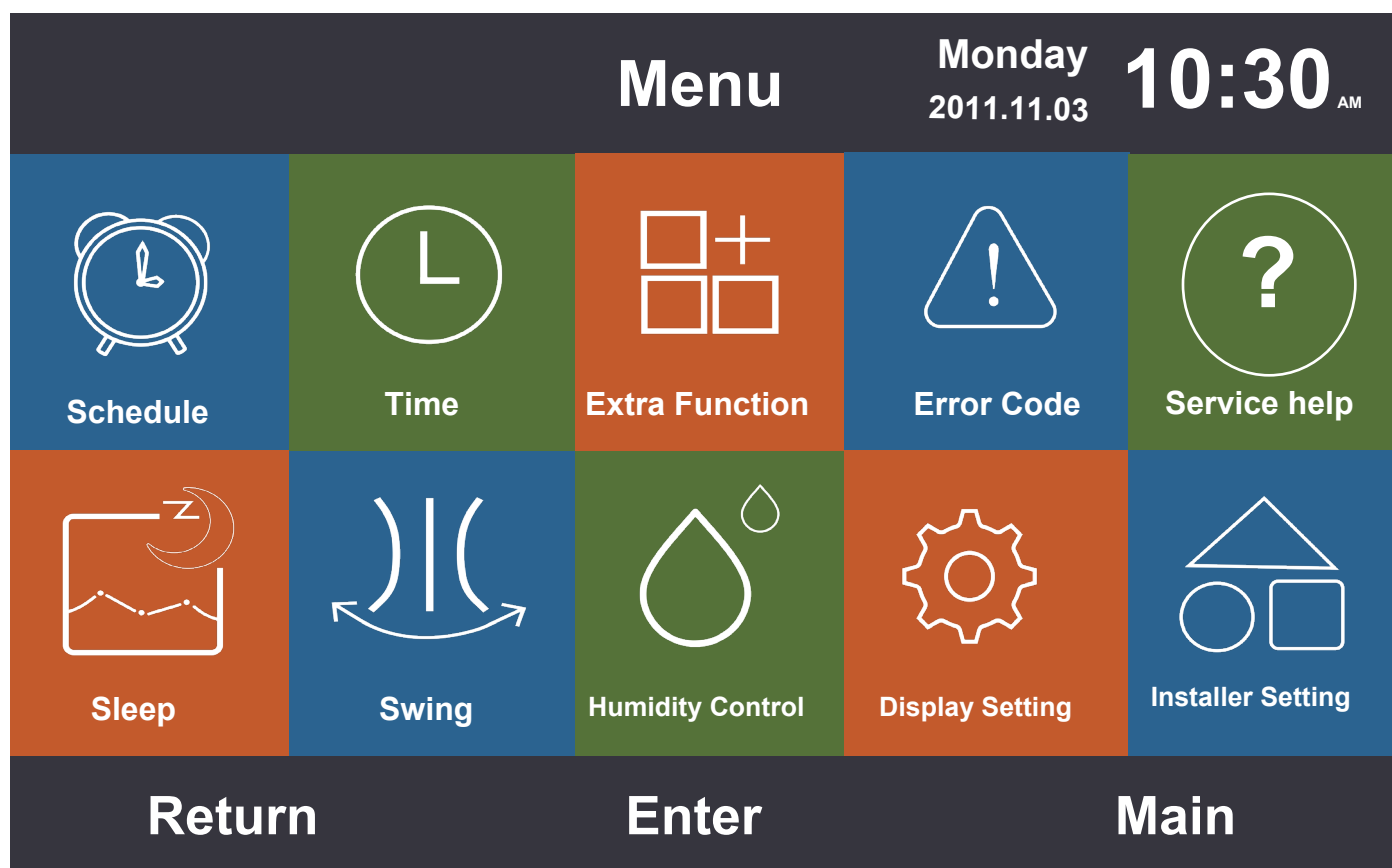 Menu
Monday
2011.11.03
10:30 AM
Schedule
Time
Extra Function
Error Code
Service help
Sleep
Swing
Humidity Control
Display Setting
Installer Setting
Return
Enter
Main